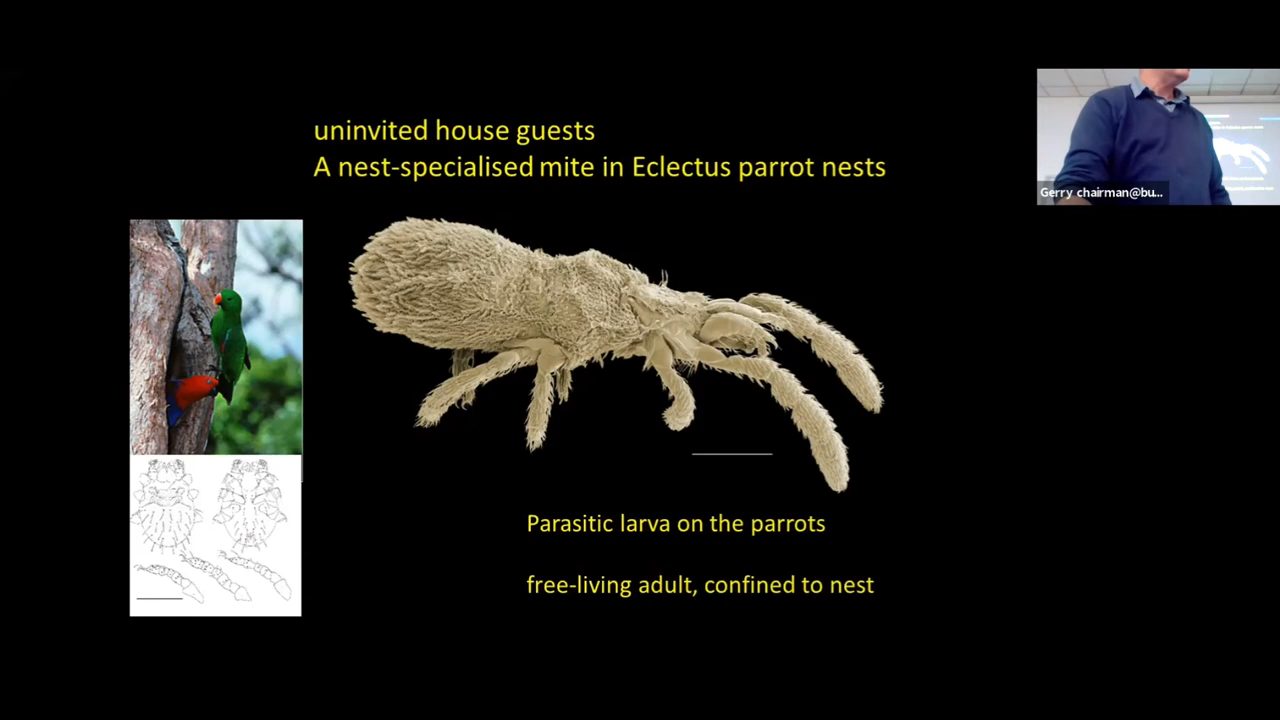 uninvited house guests
A nest-specialised mite in Eclectus parrot nests
Gerry chairman@bu...
Parasitic larva on the parrots
free-living adult, confined to nest